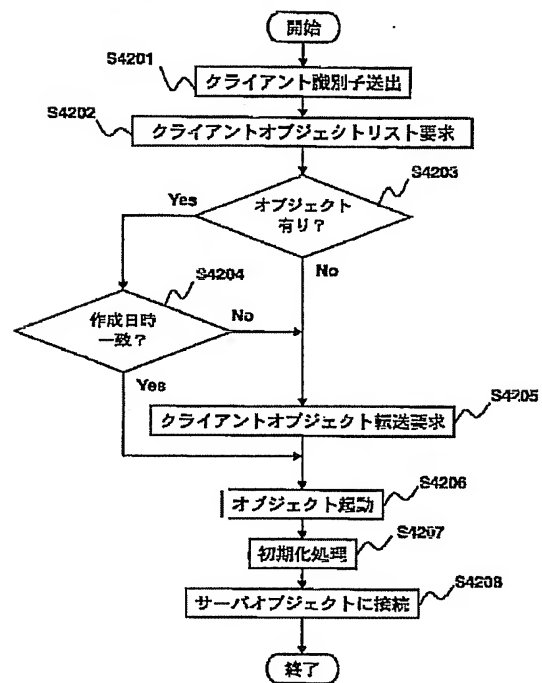 開始
S4201
クライアント識別子送出
S4202
クライアントオブジェクトリスト要求
S4203
オブジェクト
有り?
Yes
No
S4204
作成日時
一致?
No
Yes
S4205
クライアントオブジェクト転送要求
S4206
オブジェクト起動
S4207
初期化処理
S4208
サーバオブジェクトに接続
終了